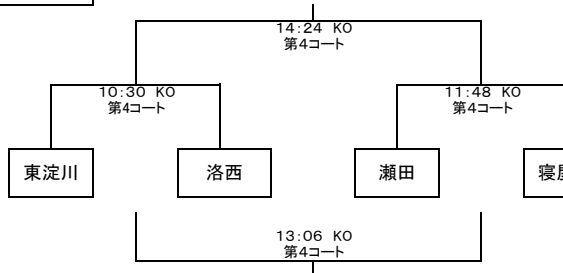 14:24 KO
第4コート
10:30 KO
第4コート
11:48 KO
第4コート
東淀川
洛西
瀬田
寝
13:06 KO
第4コート